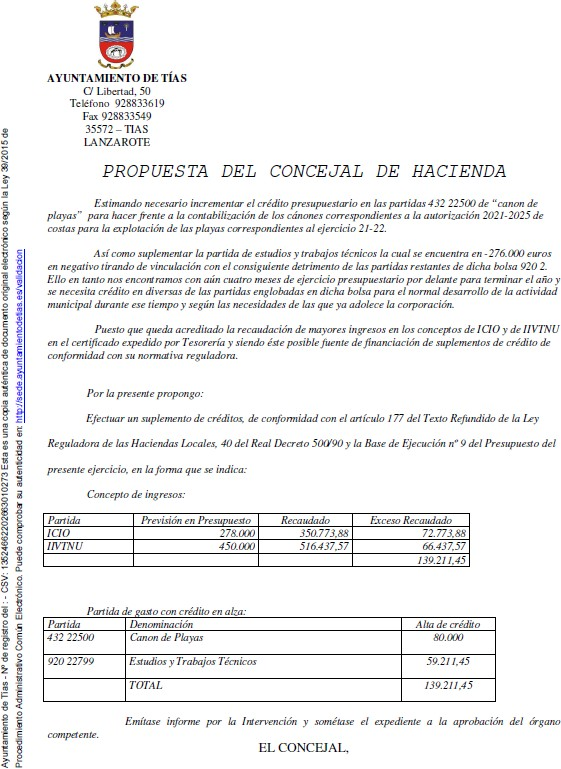 AYUNTAMIENTO DE TÍAS
C/ Libertad, 50
Teléfono 928833619
Fax 928833549
35572 – TIAS
LANZAROTE
PROPUESTA DEL CONCEJAL DE HACIENDA
Estimando necesario incrementar el crédito presupuestario en las partidas 432 22500 de “canon de
playas” para hacer frente a la contabilización de los cánones correspondientes a la autorización 2021-2025 de
costas para la explotación de las playas correspondientes al ejercicio 21-22.
Así como suplementar la partida de estudios y trabajos técnicos la cual se encuentra en -276.000 euros
en negativo tirando de vinculación con el consiguiente detrimento de las partidas restantes de dicha bolsa 920 2.
Ello en tanto nos encontramos con aún cuatro meses de ejercicio presupuestario por delante para terminar el año y
se necesita crédito en diversas de las partidas englobadas en dicha bolsa para el normal desarrollo de la actividad
municipal durante ese tiempo y según las necesidades de las que ya adolece la corporación.
Puesto que queda acreditado la recaudación de mayores ingresos en los conceptos de ICIO y de IIVTNU
en el certificado expedido por Tesorería y siendo éste posible fuente de financiación de suplementos de crédito de
conformidad con su normativa reguladora.
Por la presente propongo:
Efectuar un suplemento de créditos, de conformidad con el artículo 177 del Texto Refundido de la Ley
Reguladora de las Haciendas Locales, 40 del Real Decreto 500/90 y la Base de Ejecución nº 9 del Presupuesto del
presente ejercicio, en la forma que se indica:
Concepto de ingresos:
Partida Previsión en Presupuesto Recaudado Exceso Recaudado
ICIO 278.000 350.773,88 72.773,88
IIVTNU 450.000 516.437,57 66.437,57
139.211,45
Partida de gasto con crédito en alza:
Partida Denominación Alta de crédito
432 22500 Canon de Playas 80.000
920 22799 Estudios y Trabajos Técnicos 59.211,45
TOTAL 139.211,45
Emítase informe por la Intervención y sométase el expediente a la aprobación del órgano
competente.
EL CONCEJAL,
Ayuntamiento de Tías - Nº de registro del : - CSV: 13524662202663010273 Esta es una copia auténtica de documento original electrónico según la Ley 39/2015 de
Procedimiento Administrativo Común Electrónico. Puede comprobar su autenticidad en: http://sede.ayuntamientodetias.es/validacion